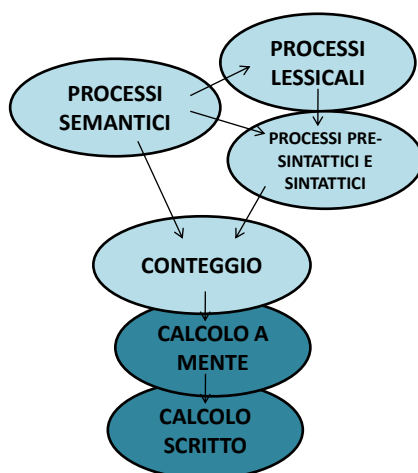 PROCESSI
LESSICALI
PROCESSI
SEMANTICI
PROCESSI PRE-
SINTATTICI E
SINTATTICI
CONTEGGIO
CALCOLO A
MENTE
CALCOLO
SCRITTO